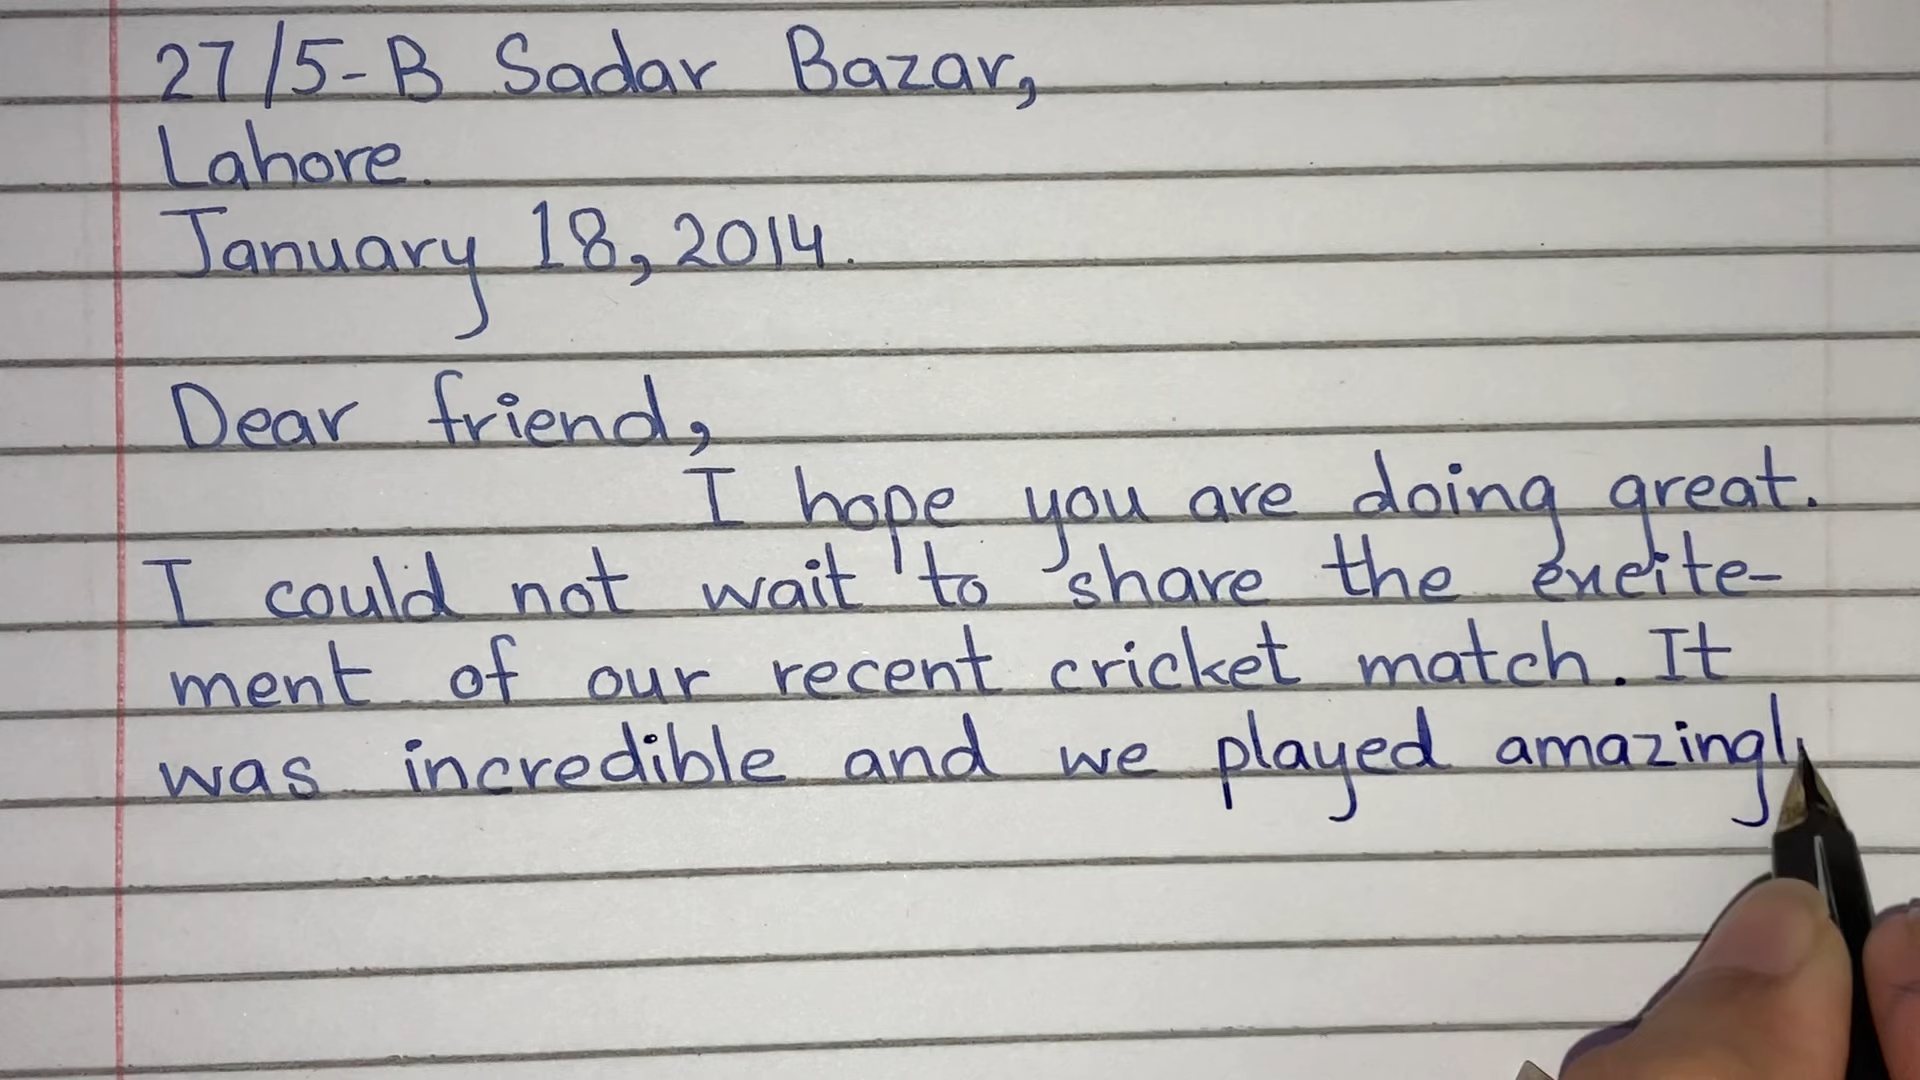 27/5-B Sadar Bazar,
Lahore.
January 18, 2014.
Dear friend,
I hope you are doing great.
I could not wait to share the excite-
ment of our recent cricket match. It
was incredible and we played amazingl